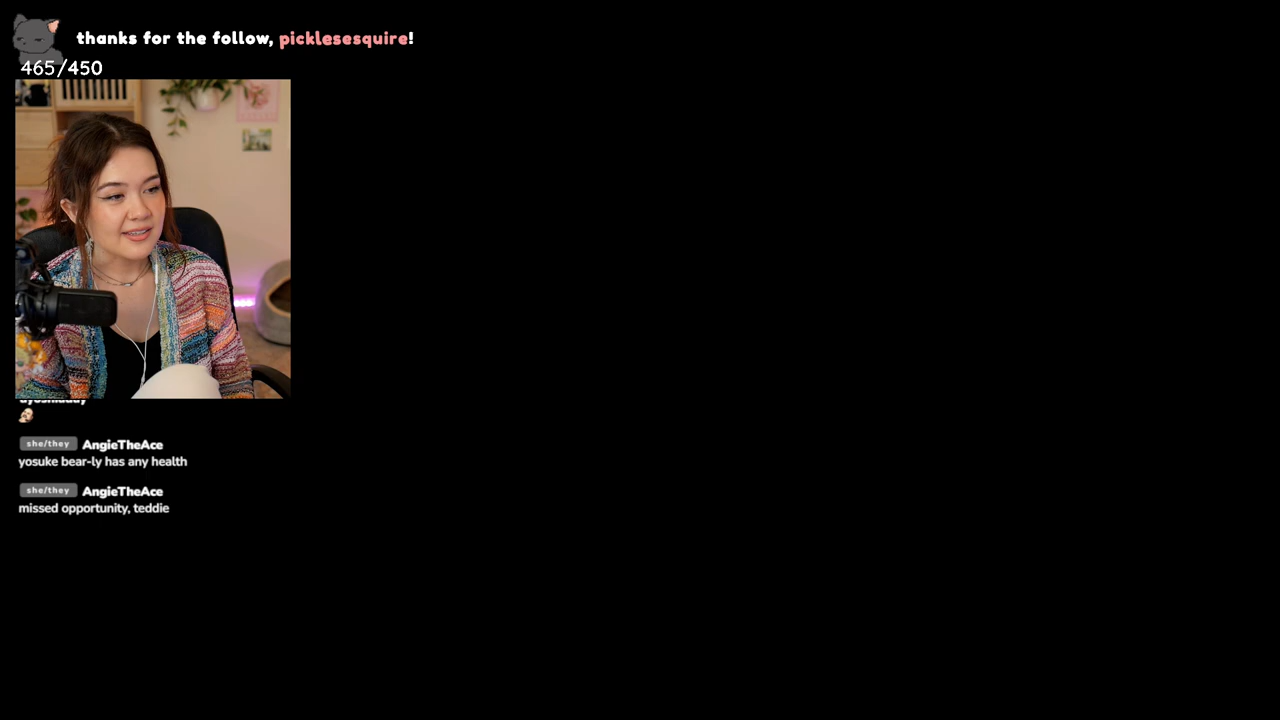 thanks for the follow, picklesesquire!
465/450
she/they AngieTheAce
yosuke bear-ly has any health
she/they AngieTheAce
missed opportunity, teddie